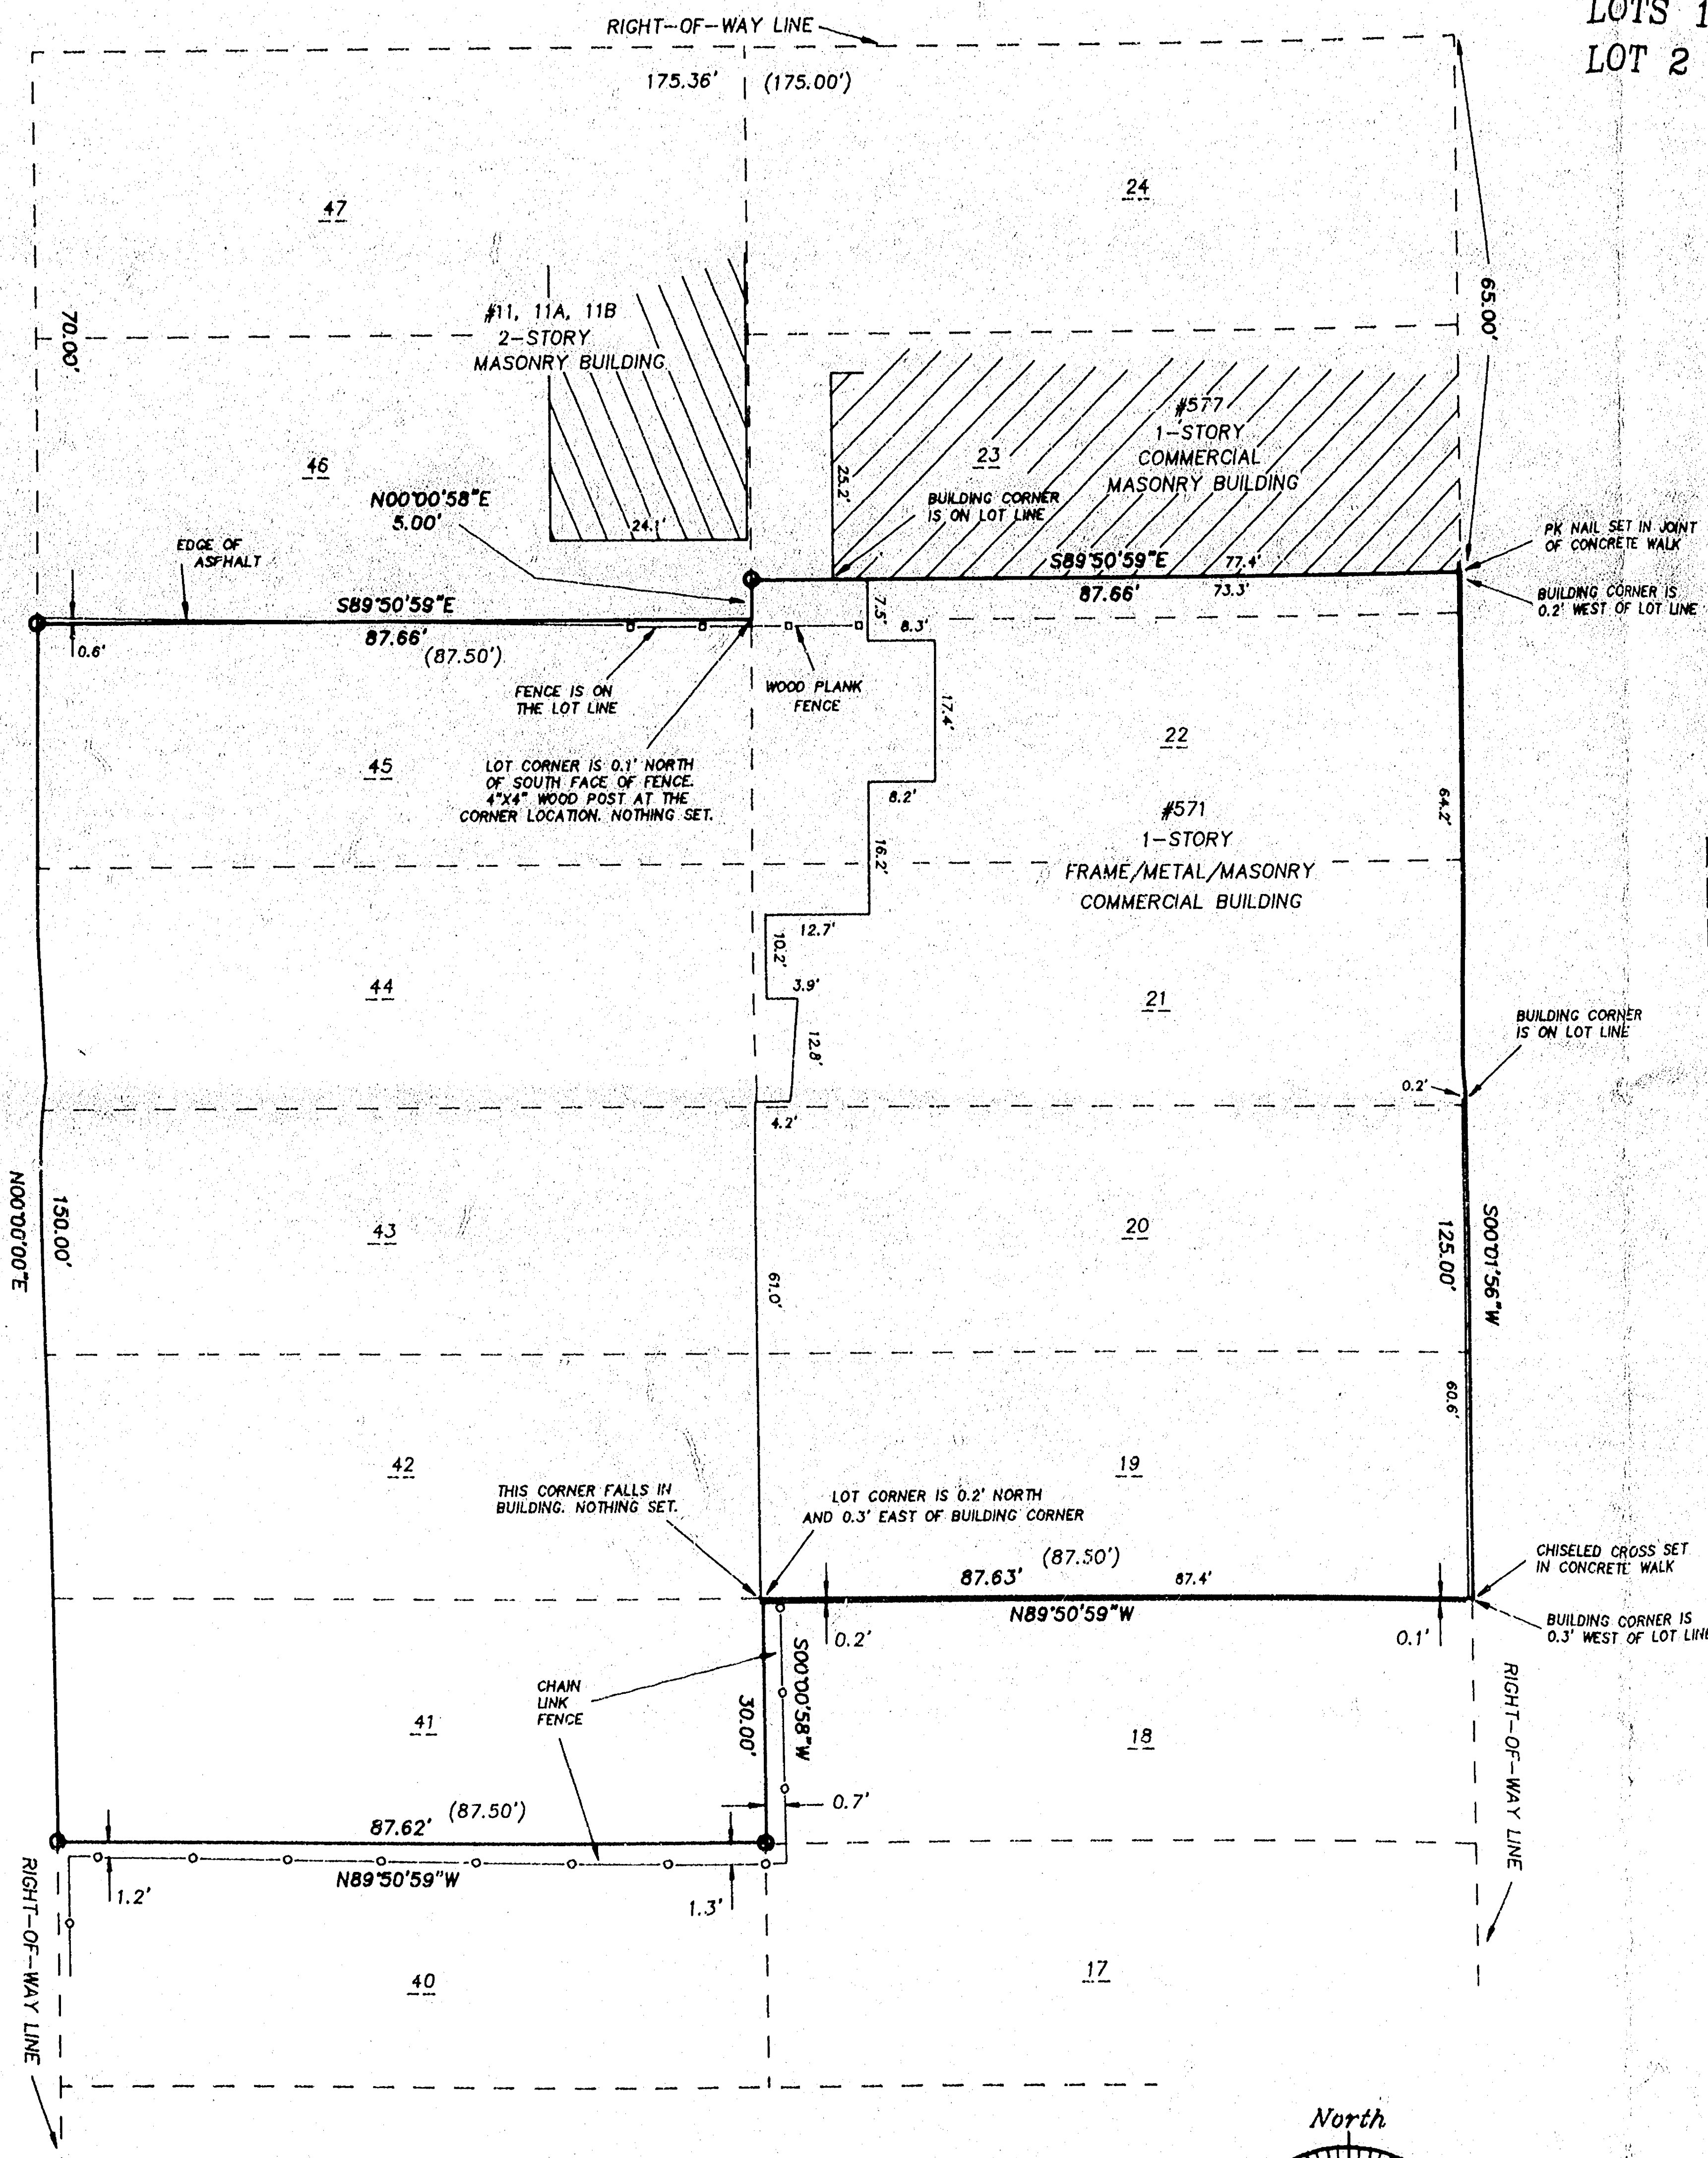 LOTS 1
LOT 2
RIGHT-OF-WAY LINE
175.36' (175.00')
24
47
65.00'
70.00'
#11, 11A, 11B
2-STORY
MASONRY BUILDING
#577
1-STORY
COMMERCIAL
MASONRY BUILDING
23
46
25.2'
N00°00'58"E
5.00'
BUILDING CORNER
IS ON LOT LINE
24.1'
EDGE OF
ASPHALT
PK NAIL SET IN JOINT
OF CONCRETE WALK
S89°50'59"E
77.4'
87.66'
73.3'
BUILDING CORNER IS
0.2' WEST OF LOT LINE
S89°50'59"E
87.66'
(87.50')
0.6'
7.5'
8.3'
FENCE IS ON
THE LOT LINE
WOOD PLANK
FENCE
17.4'
22
45
LOT CORNER IS 0.1' NORTH
OF SOUTH FACE OF FENCE.
4"X4" WOOD POST AT THE
CORNER LOCATION. NOTHING SET.
8.2'
64.2'
#571
1-STORY
FRAME/METAL/MASONRY
COMMERCIAL BUILDING
16.2'
12.7'
10.2'
3.9'
44
21
12.8'
BUILDING CORNER
IS ON LOT LINE
0.2'
4.2'
N00°00'00"E
150.00'
43
20
S00°01'56"W
125.00'
61.0'
60.6'
42
19
THIS CORNER FALLS IN
BUILDING. NOTHING SET.
LOT CORNER IS 0.2' NORTH
AND 0.3' EAST OF BUILDING CORNER
(87.50')
87.63'
87.4'
N89°50'59"W
CHISELED CROSS SET
IN CONCRETE WALK
BUILDING CORNER IS
0.3' WEST OF LOT LINE
0.2'
0.1'
S00°00'58"W
30.00'
CHAIN
LINK
FENCE
41
18
RIGHT-OF-WAY LINE
0.7'
87.62'
(87.50')
N89°50'59"W
1.2'
1.3'
RIGHT-OF-WAY LINE
40
17
North